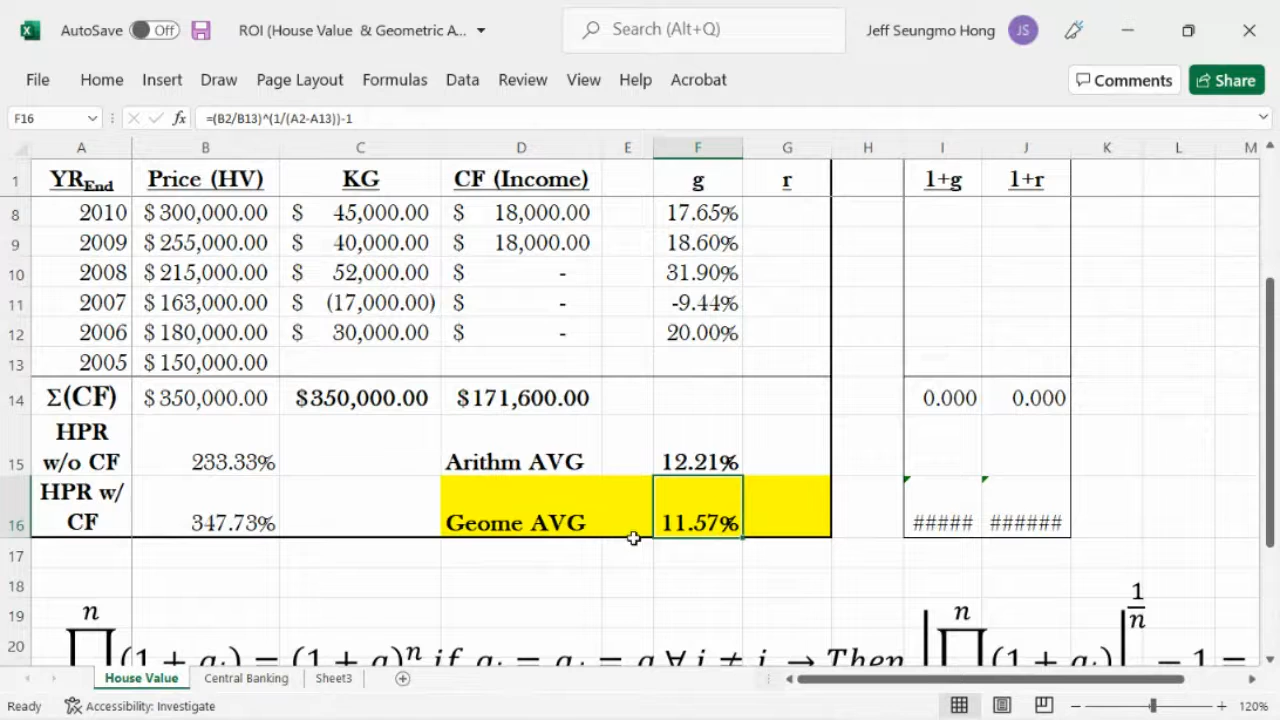 AutoSave Off ROI (House Value & Geometric A... Search (Alt+Q) Jeff Seungmo Hong JS
File Home Insert Draw Page Layout Formulas Data Review View Help Acrobat Comments Share
F16 fx =(B2/B13)^(1/(A2-A13))-1
A B C D E F G H I J K L M
1 YREnd Price (HV) KG CF (Income) g r 1+g 1+r
8 2010 $ 300,000.00 $ 45,000.00 $ 18,000.00 17.65%
9 2009 $ 255,000.00 $ 40,000.00 $ 18,000.00 18.60%
10 2008 $ 215,000.00 $ 52,000.00 $ - 31.90%
11 2007 $ 163,000.00 $ (17,000.00) $ - -9.44%
12 2006 $ 180,000.00 $ 30,000.00 $ - 20.00%
13 2005 $ 150,000.00
14 Σ(CF) $ 350,000.00 $350,000.00 $171,600.00 0.000 0.000
HPR
15 w/o CF 233.33% Arithm AVG 12.21%
HPR w/
16 CF 347.73% Geome AVG 11.57% ##### ######
17
18
19
20 n ∏(1 + g) = (1 + g)^n if g = g = g ∀ i ≠ j → Then |n ∏(1 + g)|^1/n − 1 =
House Value Central Banking Sheet3
Ready Accessibility: Investigate 120%